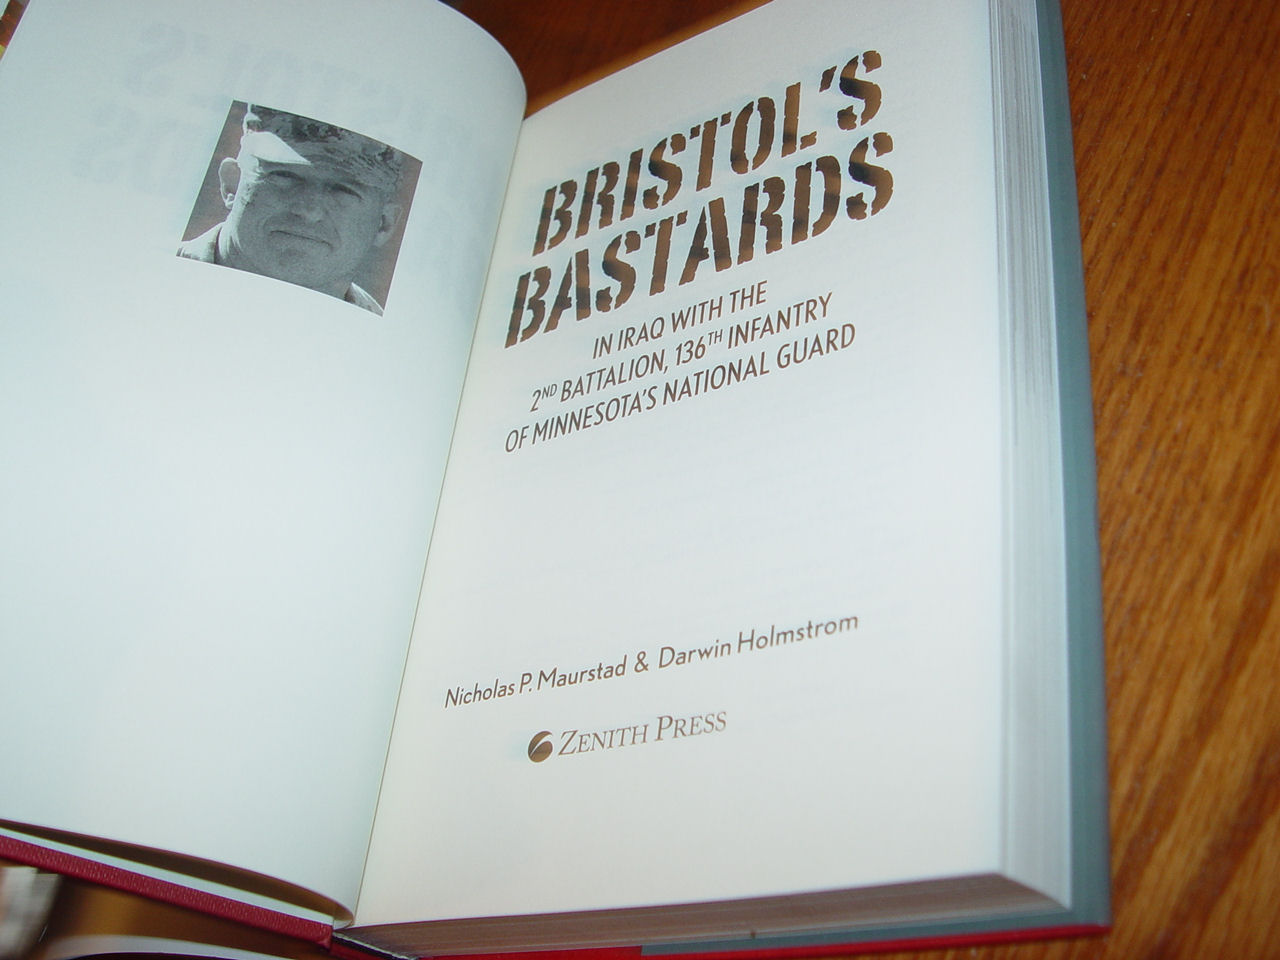 BRISTOL'S
BASTARDS
IN IRAQ WITH THE
2ND BATTALION, 136TH INFANTRY
OF MINNESOTA'S NATIONAL GUARD
Nicholas P. Maurstad & Darwin Holmstrom
ZENITH PRESS